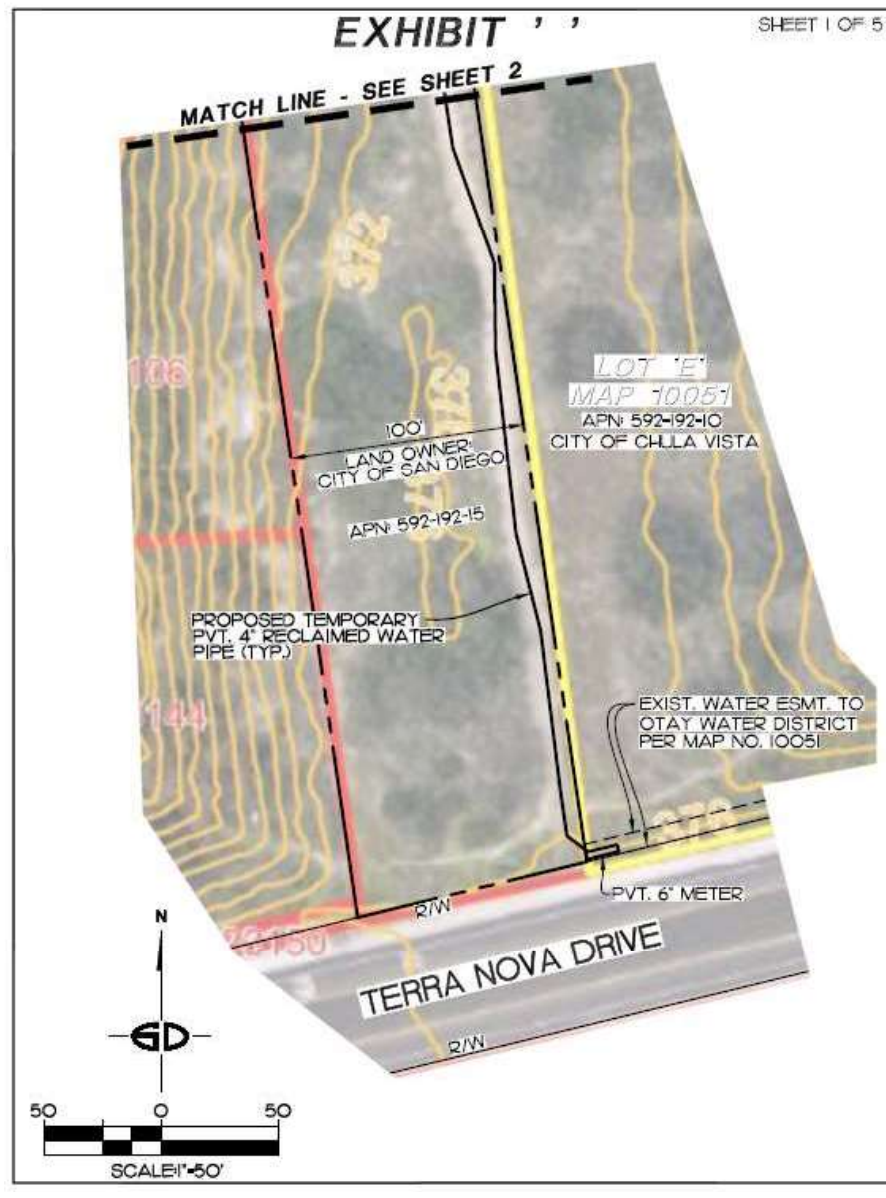 EXHIBIT ' '
SHEET 1 OF 5
MATCH LINE - SEE SHEET 2
372
106
LOT 'E'
MAP 10051
APN: 592-192-10
CITY OF CHULA VISTA
100'
LAND OWNER:
CITY OF SAN DIEGO
APN: 592-192-15
PROPOSED TEMPORARY
PVT. 4" RECLAIMED WATER
PIPE (TYP.)
144
EXIST. WATER ESMT. TO
OTAY WATER DISTRICT
PER MAP NO. 10051
PVT. 6" METER
R/W
TERRA NOVA DRIVE
R/W
N
50 0 50
SCALE:1"=50'